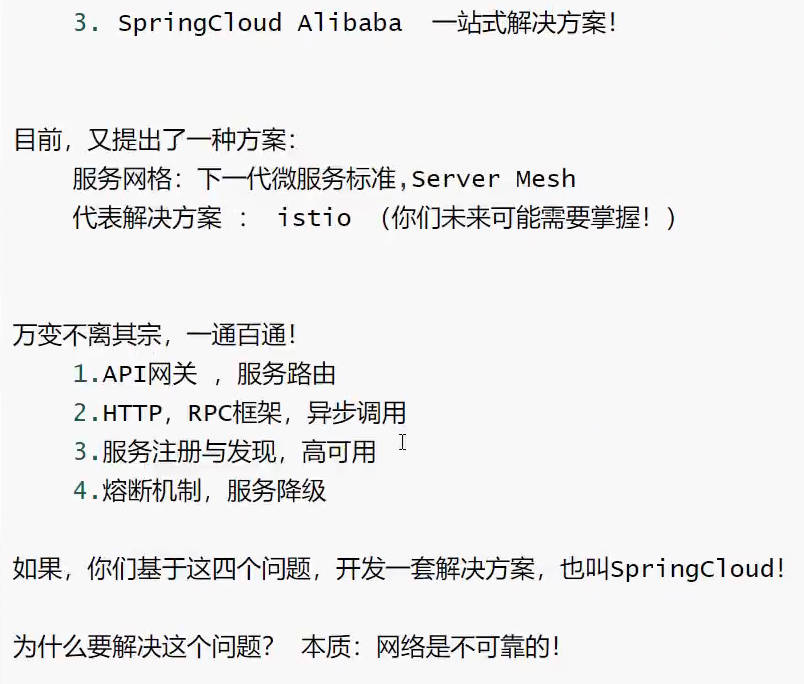 3. SpringCloud Alibaba 一站式解决方案!
目前，又提出了一种方案：
服务网格：下一代微服务标准,Server Mesh
代表解决方案 ： istio （你们未来可能需要掌握！）
万变不离其宗，一通百通！
1.API网关 ，服务路由
2.HTTP，RPC框架，异步调用
3.服务注册与发现，高可用
4.熔断机制，服务降级
如果，你们基于这四个问题，开发一套解决方案，也叫SpringCloud！
为什么要解决这个问题？ 本质：网络是不可靠的！